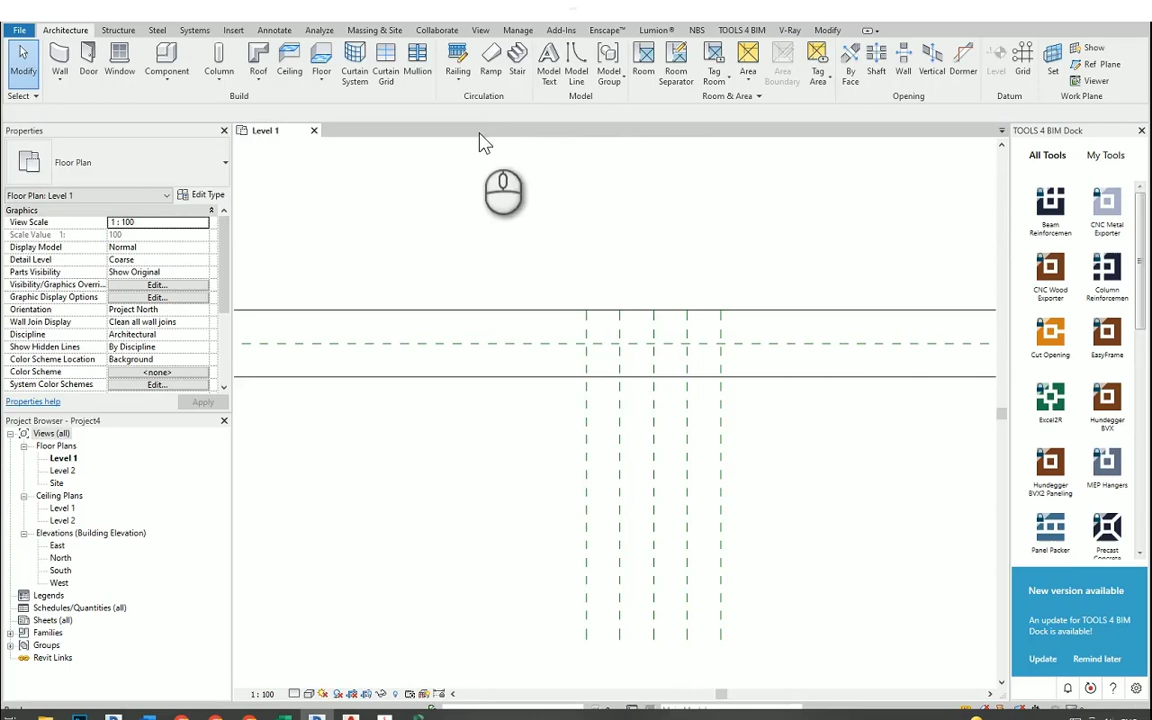 File Architecture Structure Steel Systems Insert Annotate Analyze Massing & Site Collaborate View Manage Add-Ins Enscape™ Lumion® NBS TOOLS 4 BIM V-Ray Modify
Modify Wall Door Window Component Column Roof Ceiling Floor Curtain System Curtain Grid Mullion Railing Ramp Stair Model Text Model Line Model Group Room Room Separator Tag Room Area Area Boundary Tag Area By Face Shaft Wall Vertical Dormer Level Grid Set Show
Ref Plane
Viewer
Select Build Circulation Model Room & Area Opening Datum Work Plane
Properties
Level 1
TOOLS 4 BIM Dock
Floor Plan
All Tools My Tools
Floor Plan: Level 1 Edit Type
Graphics
View Scale 1 : 100
Scale Value 1: 100
Display Model Normal
Detail Level Coarse
Parts Visibility Show Original
Visibility/Graphics Overri... Edit...
Graphic Display Options Edit...
Orientation Project North
Wall Join Display Clean all wall joins
Discipline Architectural
Show Hidden Lines By Discipline
Color Scheme Location Background
Color Scheme <none>
System Color Schemes Edit...
Properties help Apply
Project Browser - Project4
Views (all)
Floor Plans
Level 1
Level 2
Site
Ceiling Plans
Level 1
Level 2
Elevations (Building Elevation)
East
North
South
West
Legends
Schedules/Quantities (all)
Sheets (all)
Families
Groups
Revit Links
1 : 100
Beam Reinforcemen
CNC Metal Exporter
CNC Wood Exporter
Column Reinforcemen
Cut Opening
EasyFrame
Excel2R
Hundegger BVX
Hundegger BVX2 Paneling
MEP Hangers
Panel Packer
Precast Concrete
New version available
An update for TOOLS 4 BIM
Dock is available!
Update Remind later